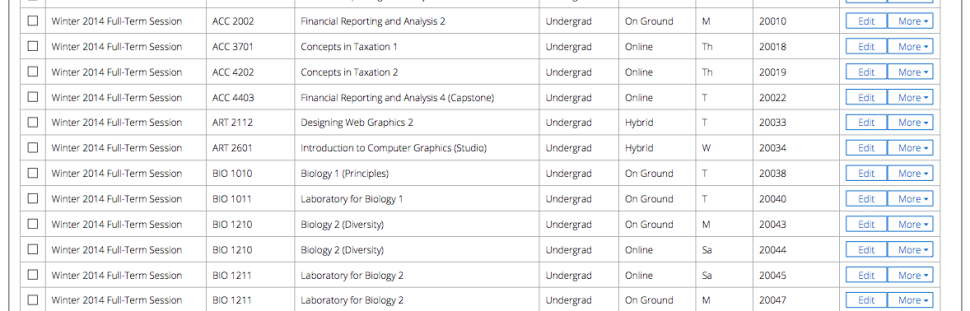 Winter 2014 Full-Term Session ACC 2002 Financial Reporting and Analysis 2 Undergrad On Ground M 20010 Edit More
Winter 2014 Full-Term Session ACC 3701 Concepts in Taxation 1 Undergrad Online Th 20018 Edit More
Winter 2014 Full-Term Session ACC 4202 Concepts in Taxation 2 Undergrad Online Th 20019 Edit More
Winter 2014 Full-Term Session ACC 4403 Financial Reporting and Analysis 4 (Capstone) Undergrad Online T 20022 Edit More
Winter 2014 Full-Term Session ART 2112 Designing Web Graphics 2 Undergrad Hybrid T 20033 Edit More
Winter 2014 Full-Term Session ART 2601 Introduction to Computer Graphics (Studio) Undergrad Hybrid W 20034 Edit More
Winter 2014 Full-Term Session BIO 1010 Biology 1 (Principles) Undergrad On Ground T 20038 Edit More
Winter 2014 Full-Term Session BIO 1011 Laboratory for Biology 1 Undergrad On Ground T 20040 Edit More
Winter 2014 Full-Term Session BIO 1210 Biology 2 (Diversity) Undergrad On Ground M 20043 Edit More
Winter 2014 Full-Term Session BIO 1210 Biology 2 (Diversity) Undergrad Online Sa 20044 Edit More
Winter 2014 Full-Term Session BIO 1211 Laboratory for Biology 2 Undergrad Online Sa 20045 Edit More
Winter 2014 Full-Term Session BIO 1211 Laboratory for Biology 2 Undergrad On Ground M 20047 Edit More